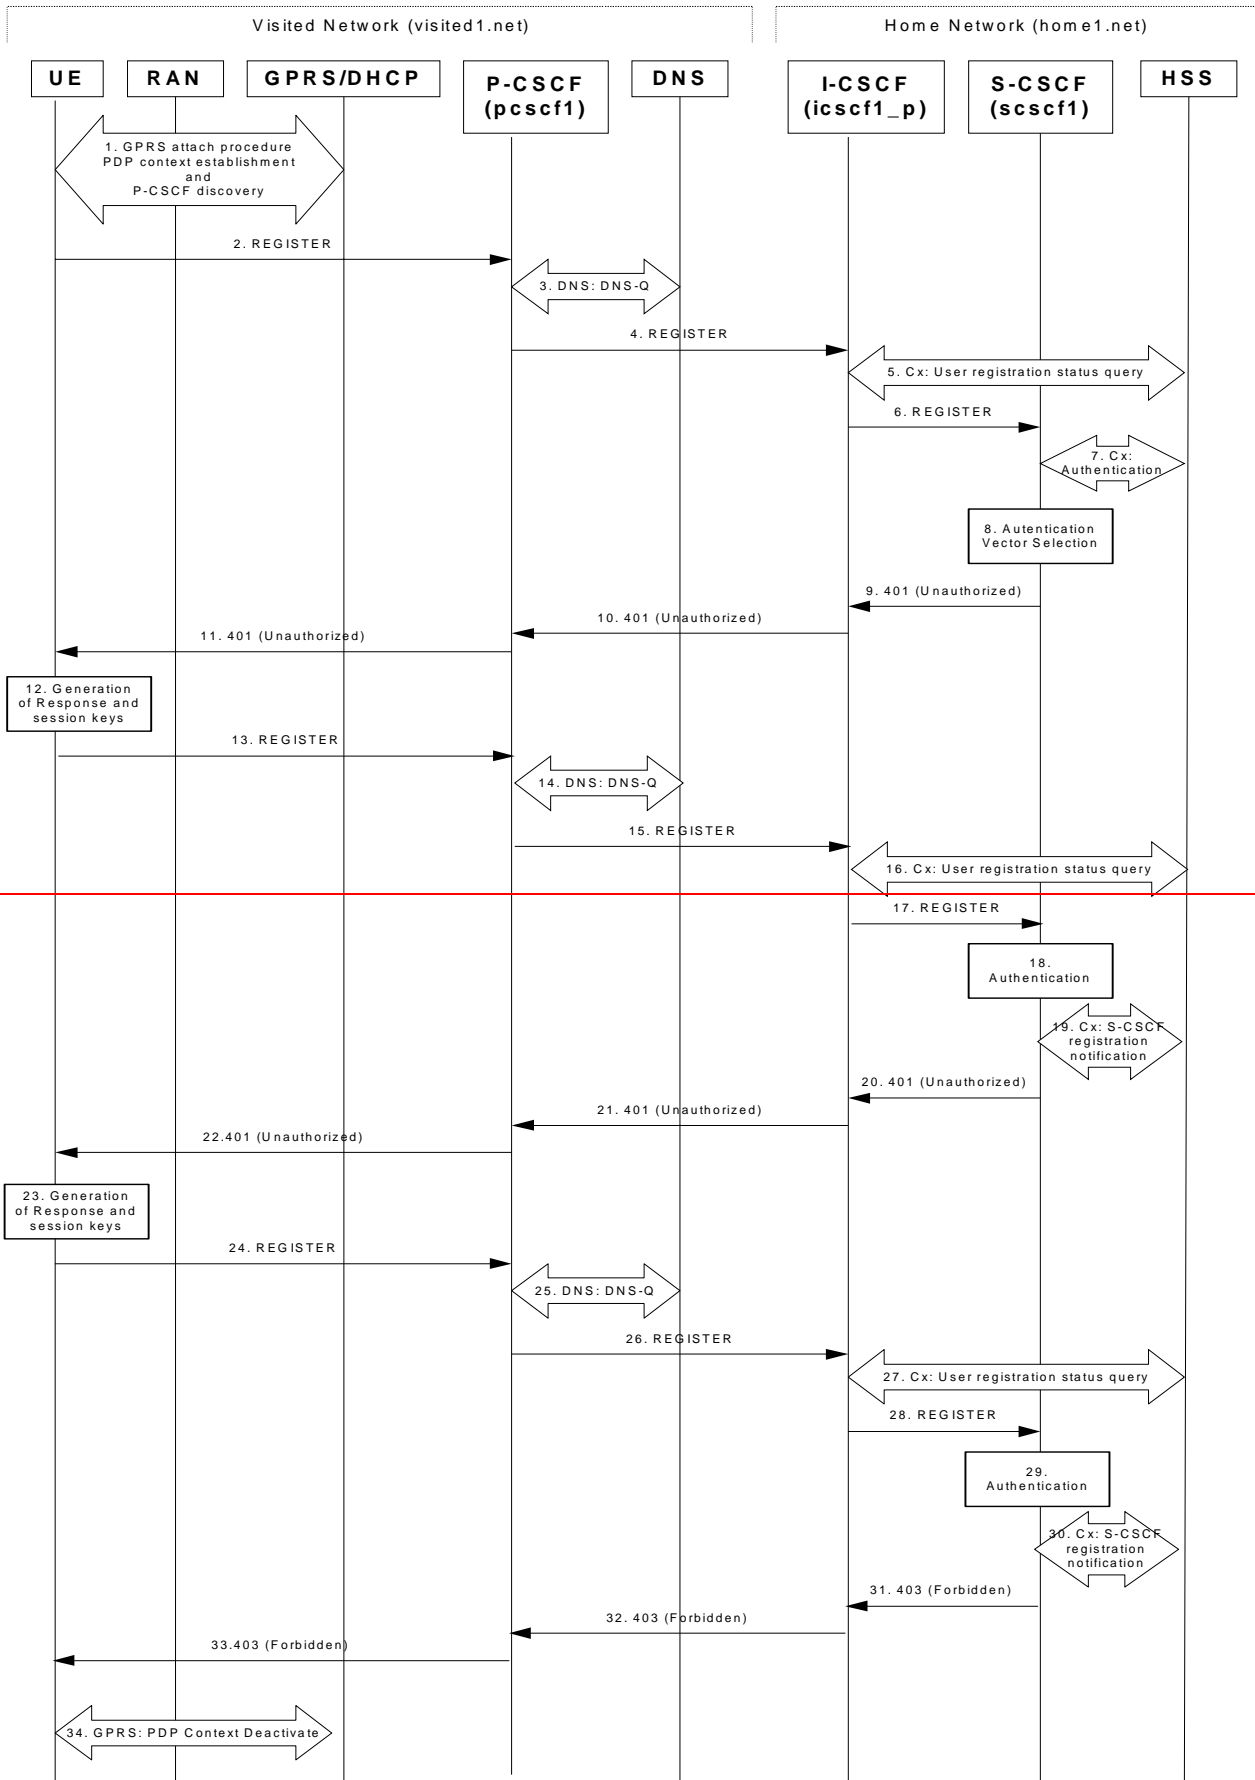 Visited Network (visited1.net)
Home Network (home1.net)
UE
RAN
GPRS/DHCP
P-CSCF
(pcscf1)
DNS
I-CSCF
(icscf1_p)
S-CSCF
(scscf1)
HSS
1. GPRS attach procedure
PDP context establishment
and
P-CSCF discovery
2. REGISTER
3. DNS: DNS-Q
4. REGISTER
5. Cx: User registration status query
6. REGISTER
7. Cx:
Authentication
8. Autentication
Vector Selection
9. 401 (Unauthorized)
10. 401 (Unauthorized)
11. 401 (Unauthorized)
12. Generation
of Response and
session keys
13. REGISTER
14. DNS: DNS-Q
15. REGISTER
16. Cx: User registration status query
17. REGISTER
18.
Authentication
19. Cx: S-CSCF
registration
notification
20. 401 (Unauthorized)
21. 401 (Unauthorized)
22.401 (Unauthorized)
23. Generation
of Response and
session keys
24. REGISTER
25. DNS: DNS-Q
26. REGISTER
27. Cx: User registration status query
28. REGISTER
29.
Authentication
30. Cx: S-CSCF
registration
notification
31. 403 (Forbidden)
32. 403 (Forbidden)
33.403 (Forbidden)
34. GPRS: PDP Context Deactivate